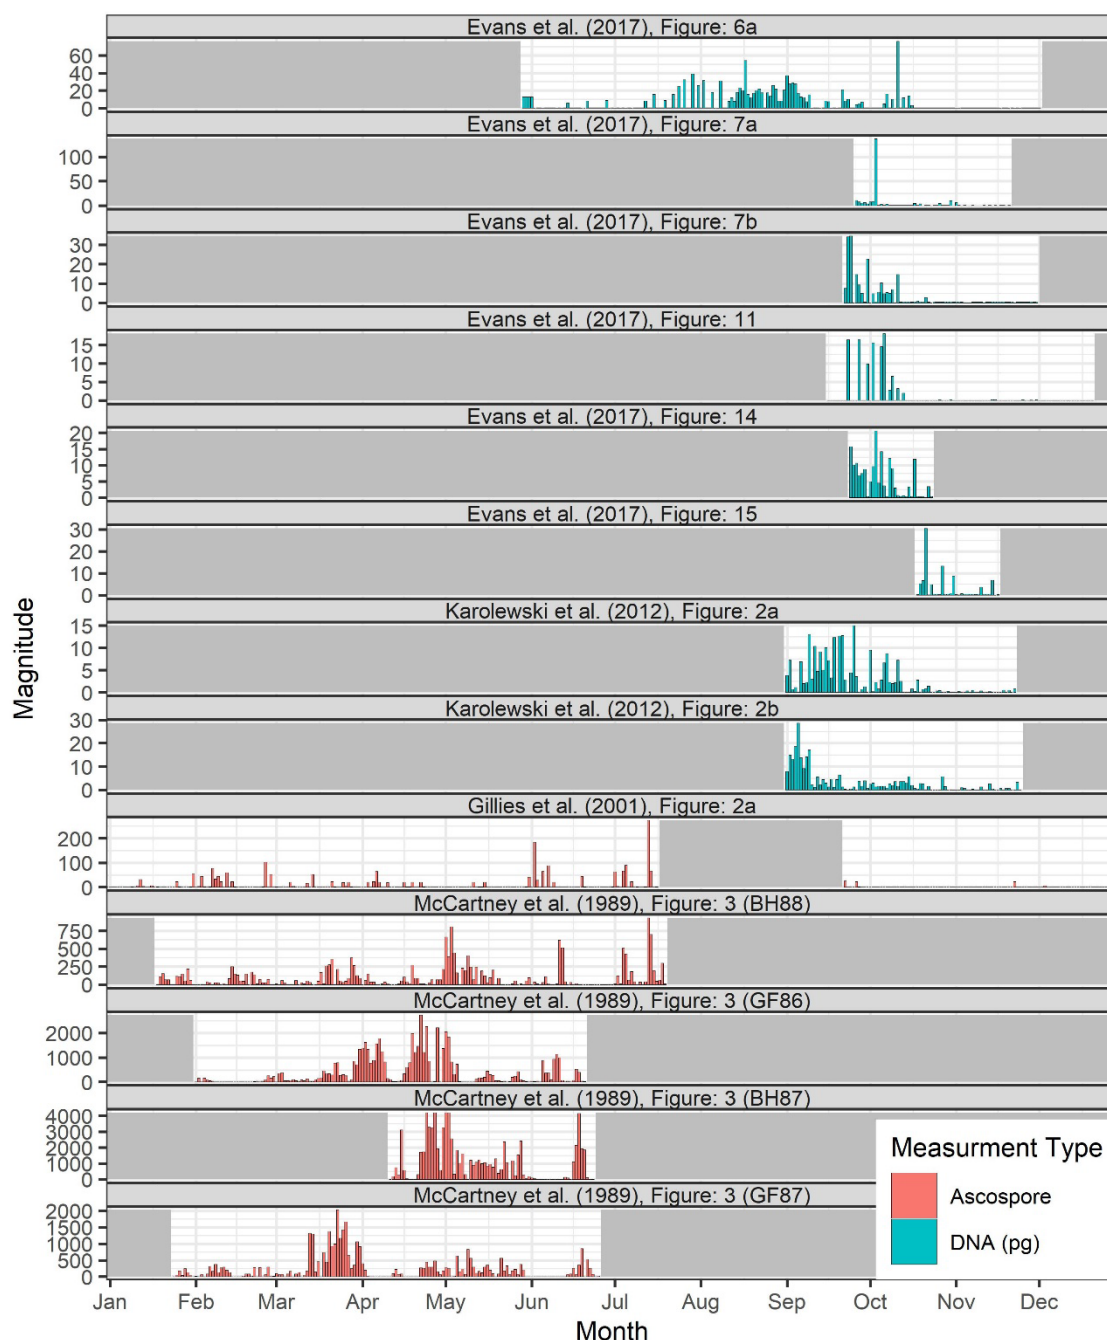 Evans et al. (2017), Figure: 6a
60
40
20
0
Evans et al. (2017), Figure: 7a
100
50
0
Evans et al. (2017), Figure: 7b
30
20
10
0
Evans et al. (2017), Figure: 11
15
10
5
0
Evans et al. (2017), Figure: 14
20
15
10
5
0
Evans et al. (2017), Figure: 15
30
20
10
0
Karolewski et al. (2012), Figure: 2a
15
10
5
0
Karolewski et al. (2012), Figure: 2b
30
20
10
0
Gillies et al. (2001), Figure: 2a
200
100
0
McCartney et al. (1989), Figure: 3 (BH88)
750
500
250
0
McCartney et al. (1989), Figure: 3 (GF86)
2000
1000
0
McCartney et al. (1989), Figure: 3 (BH87)
4000
3000
2000
1000
0
McCartney et al. (1989), Figure: 3 (GF87)
2000
1500
1000
500
0
Magnitude
Jan Feb Mar Apr May Jun Jul Aug Sep Oct Nov Dec
Month
Measurment Type
Ascospore
DNA (pg)